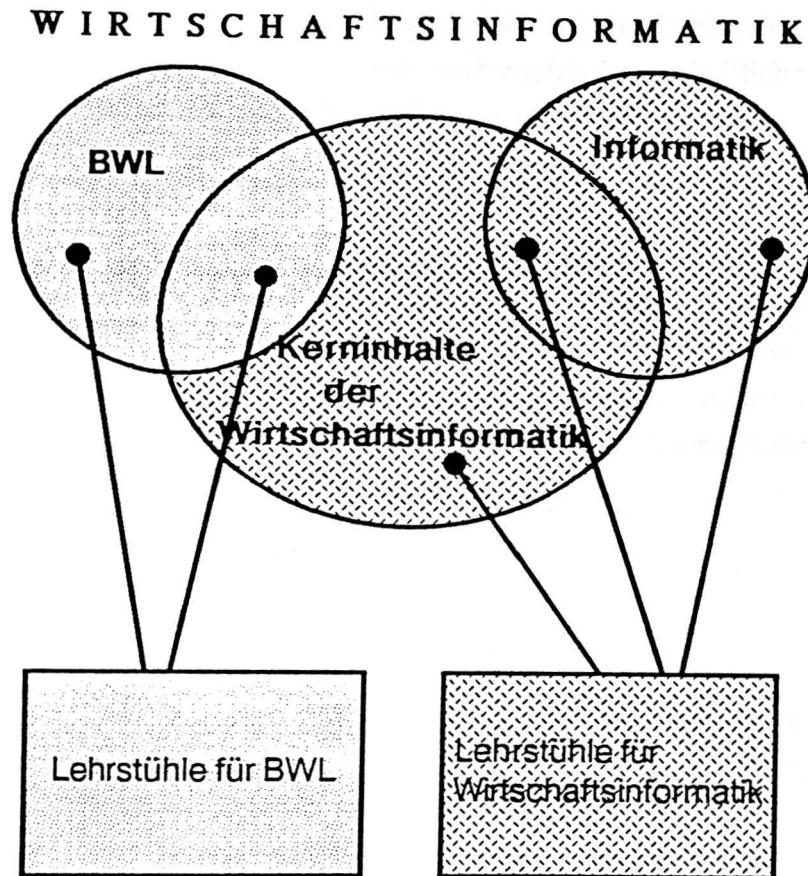 WIRTSCHAFTSINFORMATIK
BWL
Informatik
Kerninhalte
der
Wirtschaftsinformatik
Lehrstühle für BWL
Lehrstühle für
Wirtschaftsinformatik